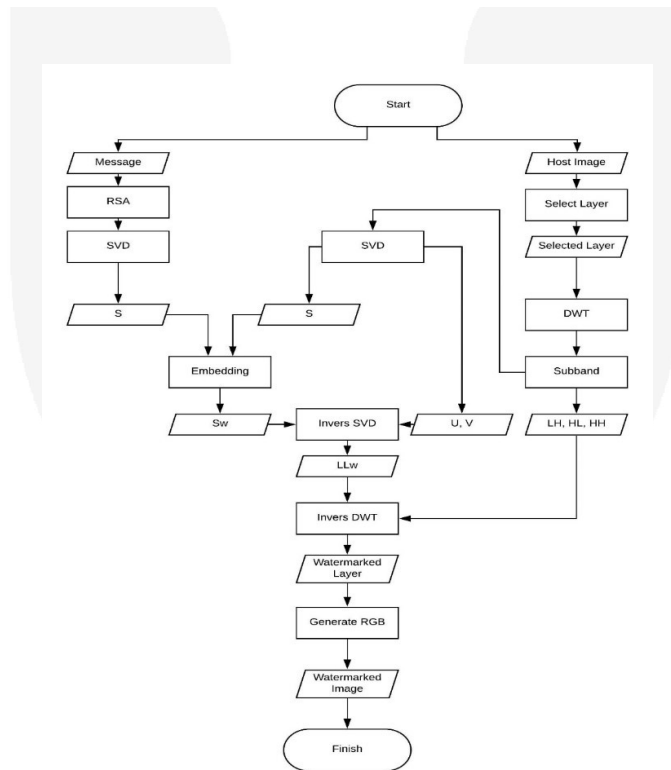 Start
Message
Host Image
RSA
Select Layer
SVD
SVD
Selected Layer
S
S
DWT
Embedding
Subband
Sw
Invers SVD
U, V
LH, HL, HH
LLw
Invers DWT
Watermarked
Layer
Generate RGB
Watermarked
Image
Finish